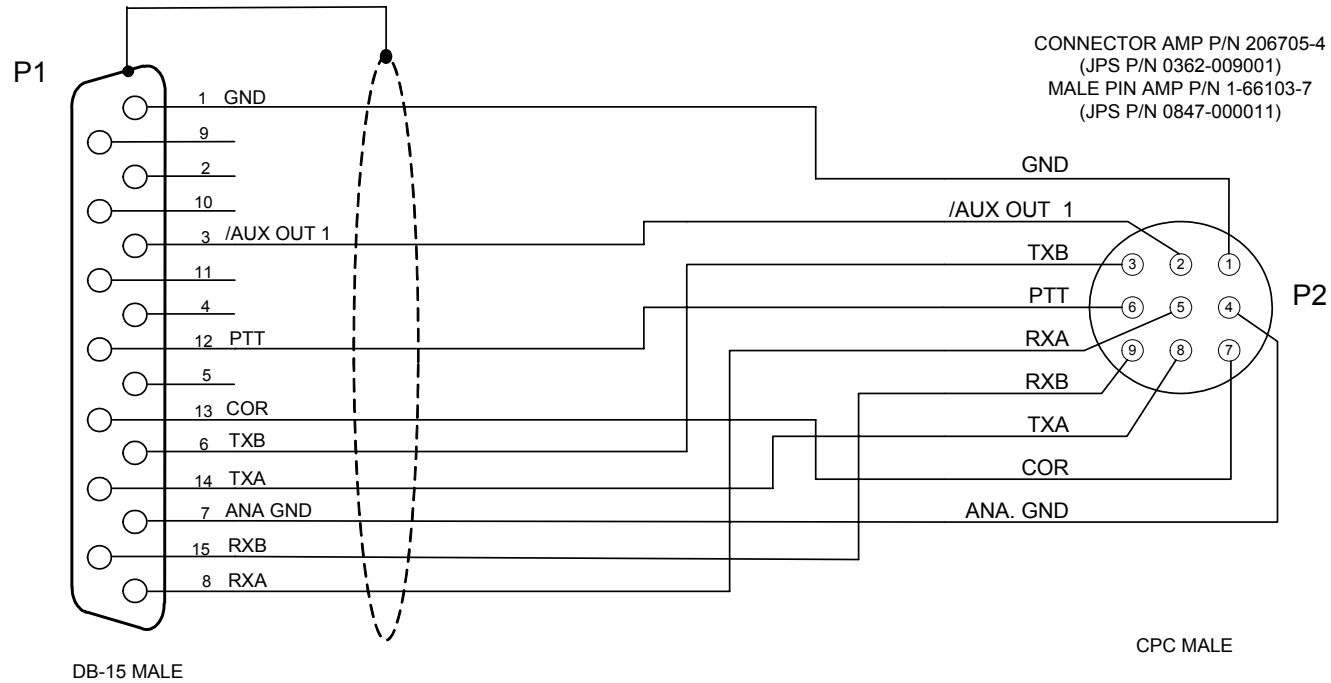 CONNECTOR AMP P/N 206705-4
(JPS P/N 0362-009001)
MALE PIN AMP P/N 1-66103-7
(JPS P/N 0847-000011)
P1
1 GND
9
2
10
3 /AUX OUT 1
11
4
12 PTT
5
13 COR
6 TXB
14 TXA
7 ANA GND
15 RXB
8 RXA
DB-15 MALE
GND
/AUX OUT 1
TXB
PTT
RXA
RXB
TXA
COR
ANA. GND
3 2 1
6 5 4
9 8 7
P2
CPC MALE